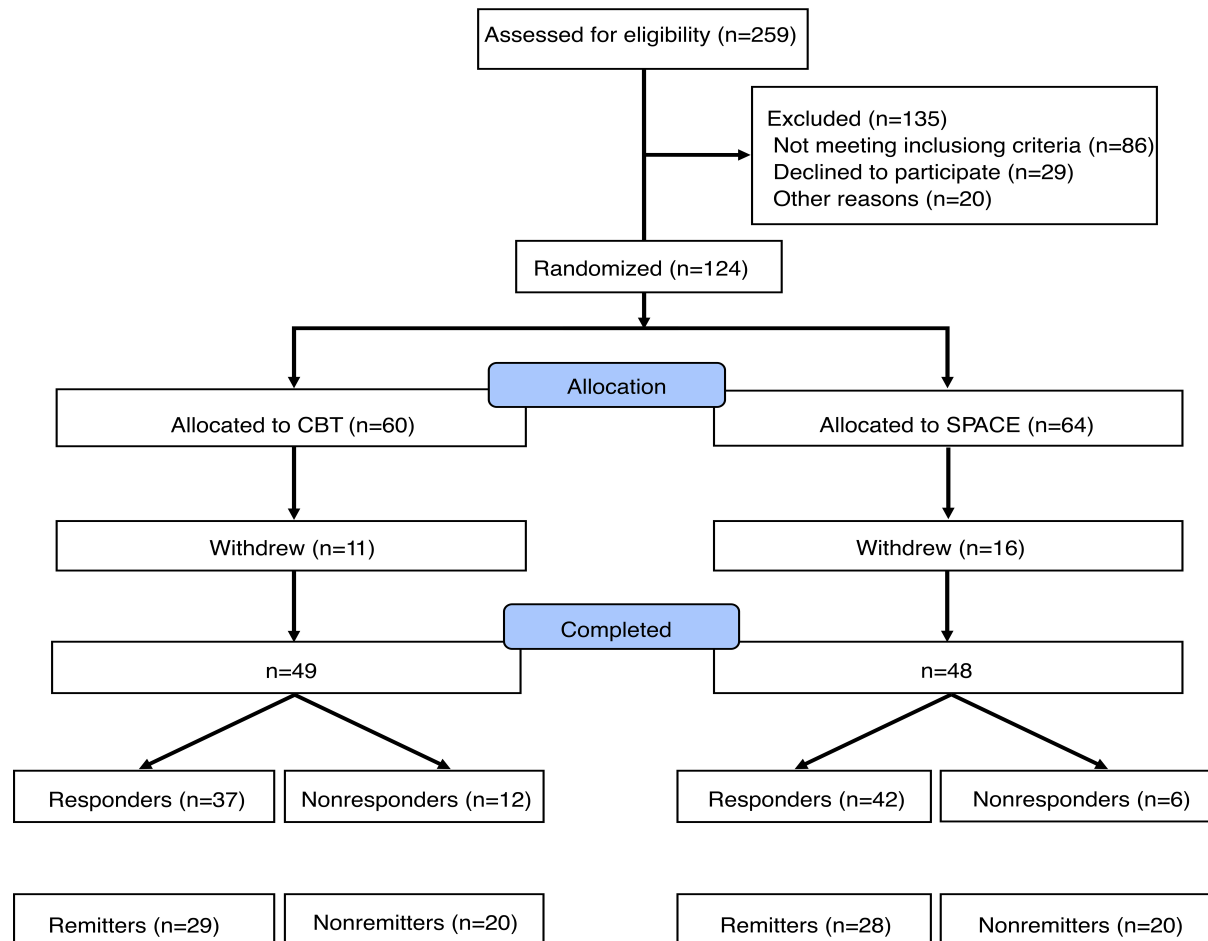 Assessed for eligibility (n=259)
Excluded (n=135)
Not meeting inclusiong criteria (n=86)
Declined to participate (n=29)
Other reasons (n=20)
Randomized (n=124)
Allocation
Allocated to CBT (n=60)
Allocated to SPACE (n=64)
Withdrew (n=11)
Withdrew (n=16)
Completed
n=49
n=48
Responders (n=37)
Nonresponders (n=12)
Responders (n=42)
Nonresponders (n=6)
Remitters (n=29)
Nonremitters (n=20)
Remitters (n=28)
Nonremitters (n=20)